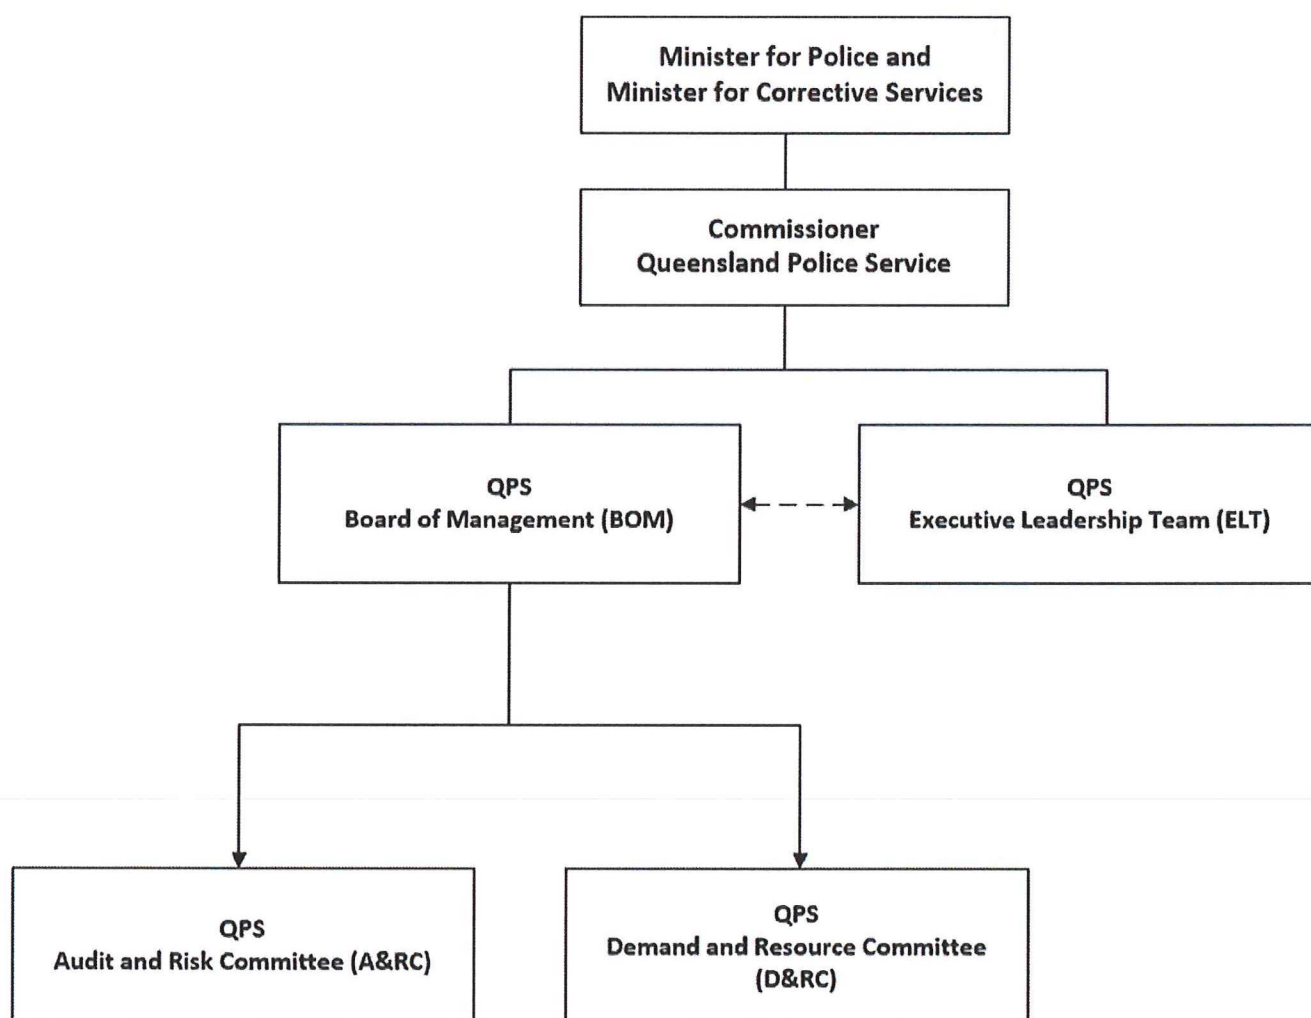 Minister for Police and
Minister for Corrective Services
Commissioner
Queensland Police Service
QPS
Board of Management (BOM)
QPS
Executive Leadership Team (ELT)
QPS
Audit and Risk Committee (A&RC)
QPS
Demand and Resource Committee
(D&RC)